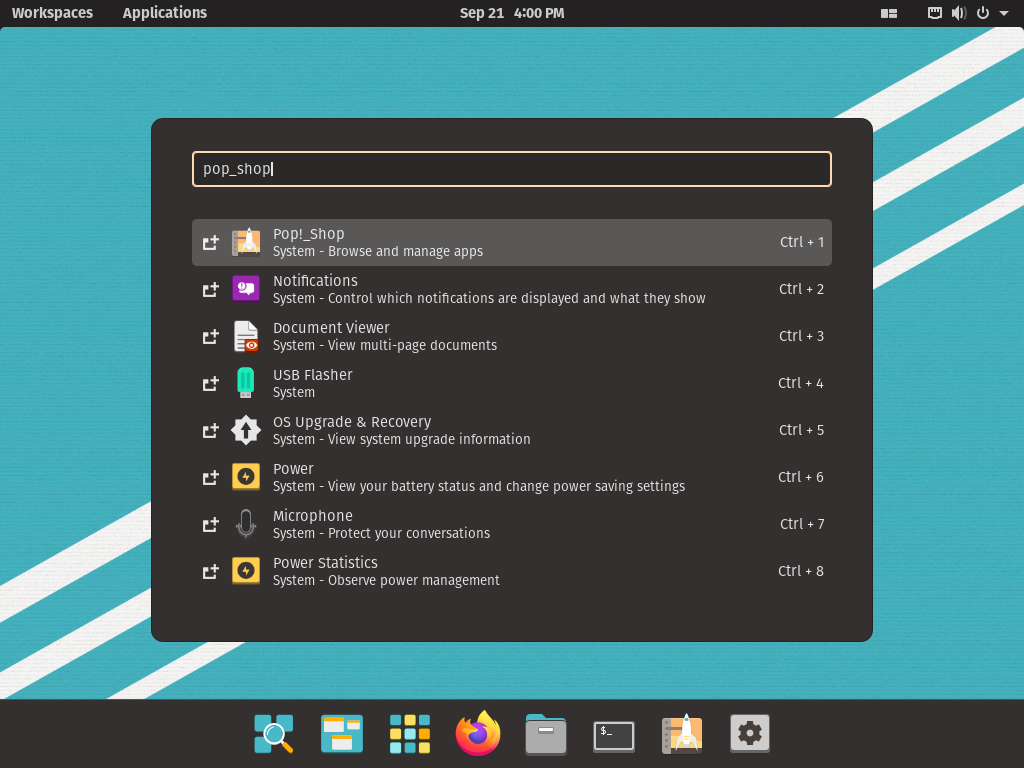 Workspaces Applications Sep 21 4:00 PM
pop_shop
Pop!_Shop
System - Browse and manage apps
Ctrl + 1
Notifications
System - Control which notifications are displayed and what they show
Ctrl + 2
Document Viewer
System - View multi-page documents
Ctrl + 3
USB Flasher
System
Ctrl + 4
OS Upgrade & Recovery
System - View system upgrade information
Ctrl + 5
Power
System - View your battery status and change power saving settings
Ctrl + 6
Microphone
System - Protect your conversations
Ctrl + 7
Power Statistics
System - Observe power management
Ctrl + 8
$_